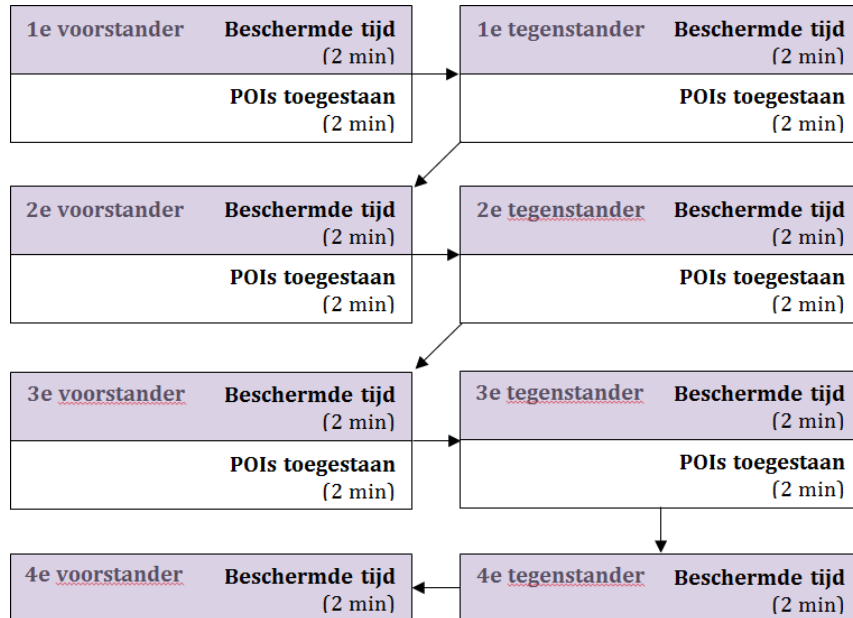 1e voorstander Beschermde tijd
(2 min)
POIs toegestaan
(2 min)
1e tegenstander Beschermde tijd
(2 min)
POIs toegestaan
(2 min)
2e voorstander Beschermde tijd
(2 min)
POIs toegestaan
(2 min)
2e tegenstander Beschermde tijd
(2 min)
POIs toegestaan
(2 min)
3e voorstander Beschermde tijd
(2 min)
POIs toegestaan
(2 min)
3e tegenstander Beschermde tijd
(2 min)
POIs toegestaan
(2 min)
4e voorstander Beschermde tijd
(2 min)
4e tegenstander Beschermde tijd
(2 min)